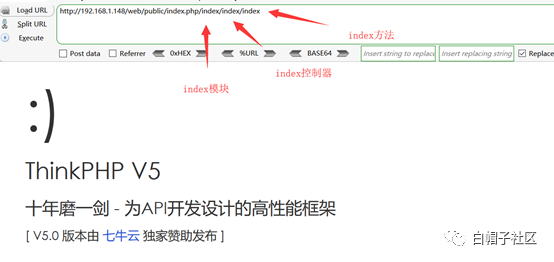 Load URL
http://192.168.1.148/web/public/index.php/index/index/index
Split URL
Execute
index方法
Post data Referrer 0xHEX %URL BASE64 Insert string to replace Insert replacing string Replace
index控制器
index模块
:)
ThinkPHP V5
十年磨一剑 - 为API开发设计的高性能框架
[ V5.0 版本由 七牛云 独家赞助发布 ]
白帽子社区